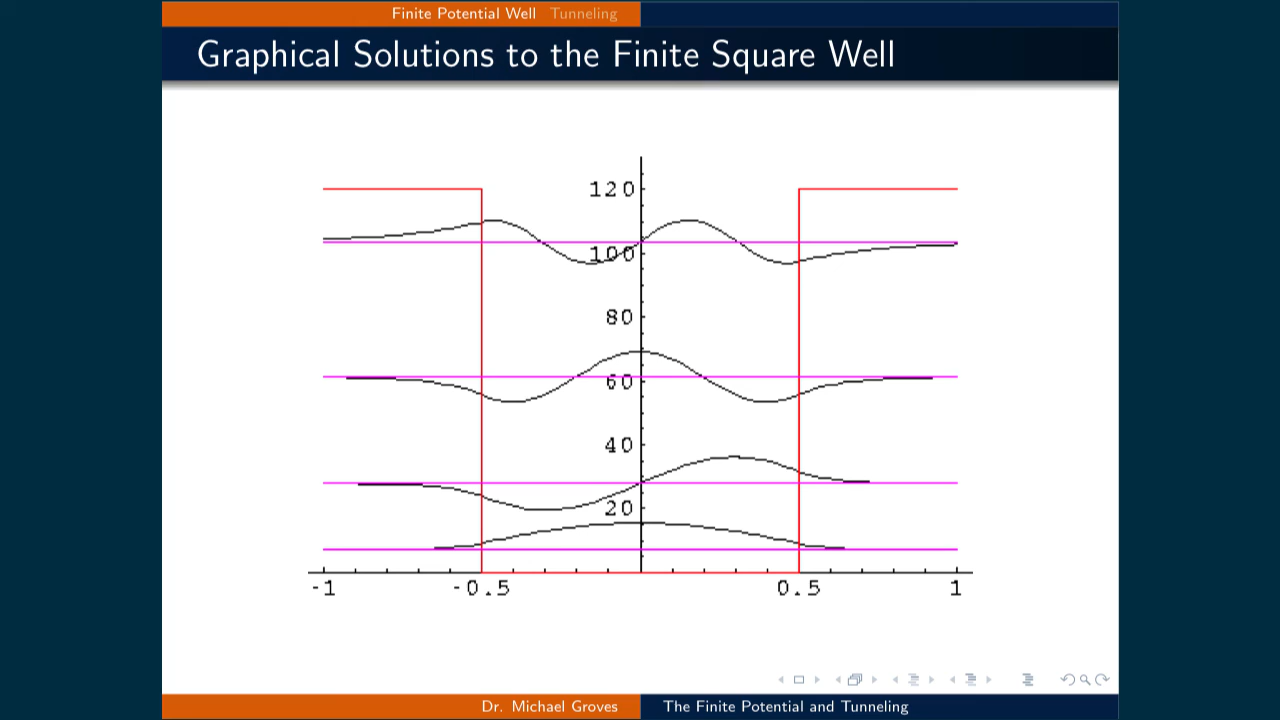 Finite Potential Well Tunneling
Graphical Solutions to the Finite Square Well
120
100
80
60
40
20
-1 -0.5 0.5 1
Dr. Michael Groves The Finite Potential and Tunneling